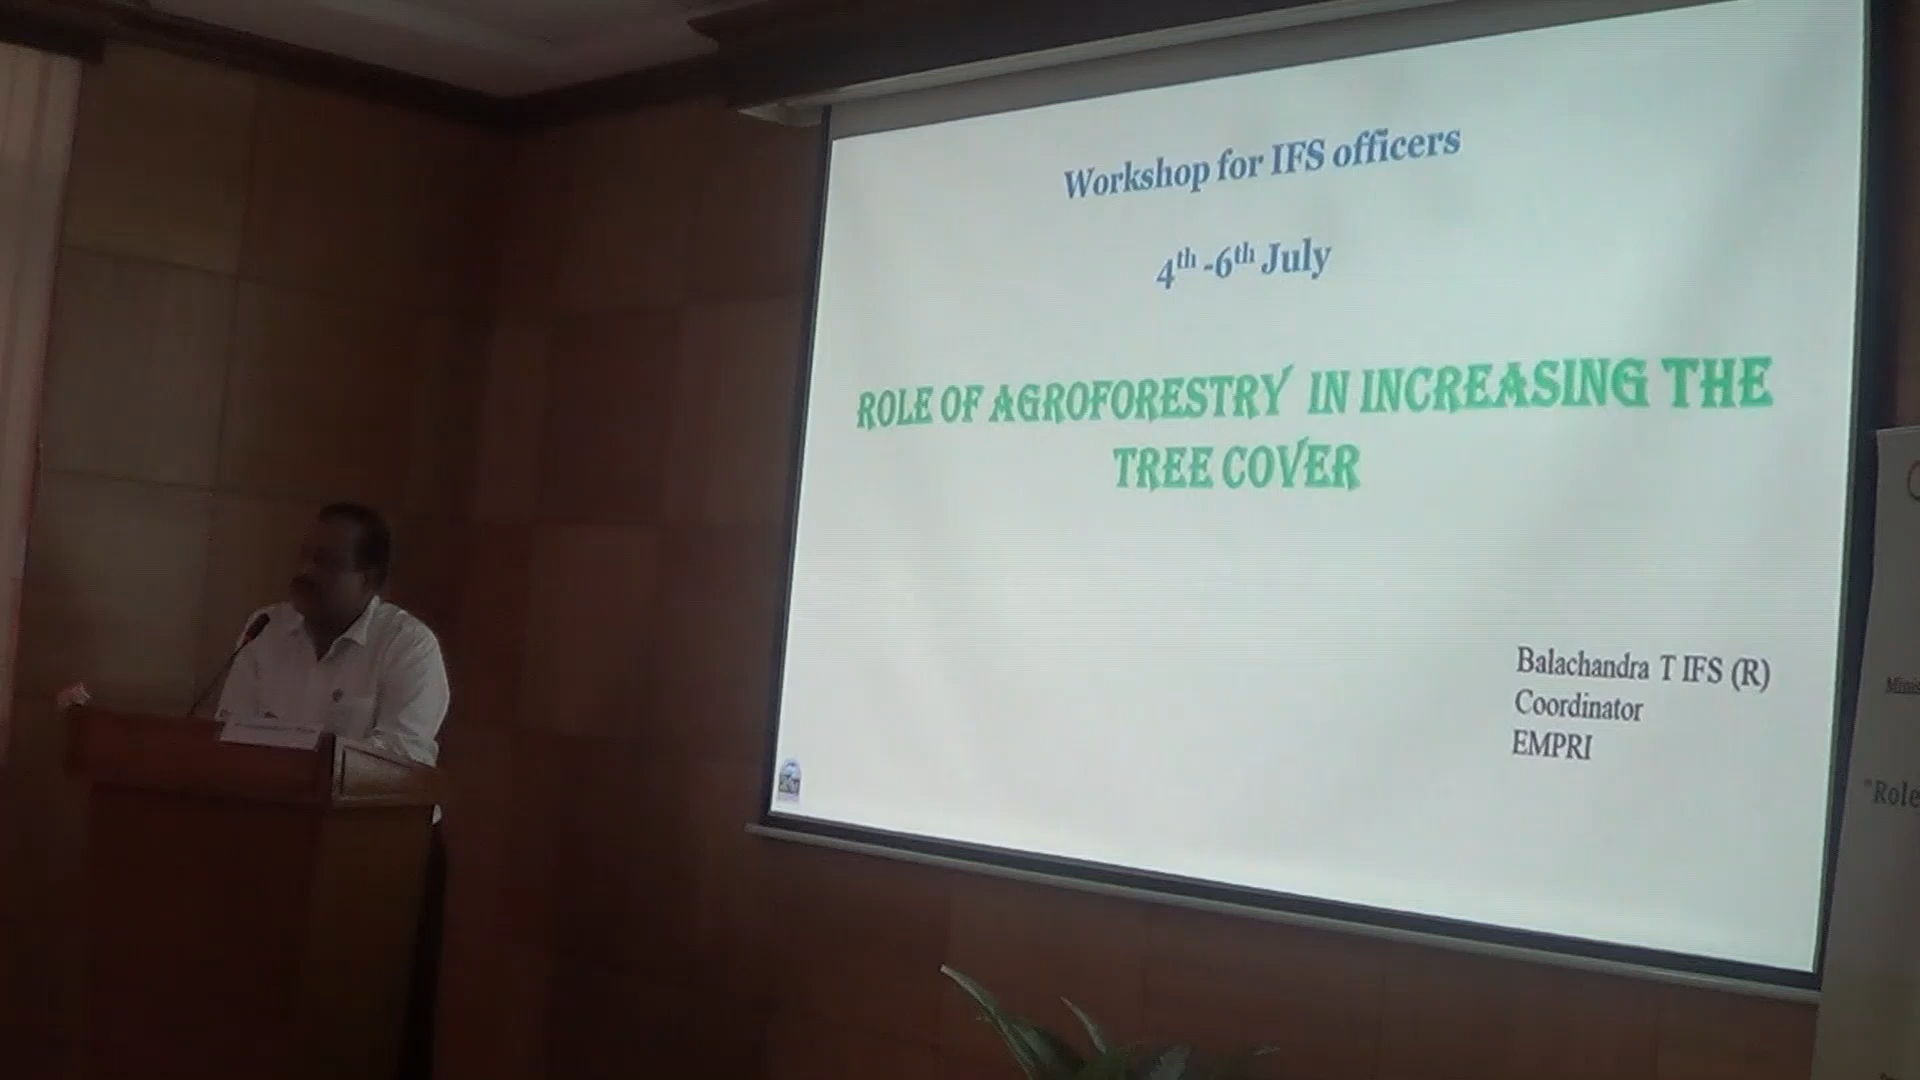 Workshop for IFS officers
4th -6th July
ROLE OF AGROFORESTRY IN INCREASING THE
TREE COVER
Balachandra T IFS (R)
Coordinator
EMPRI
"Role